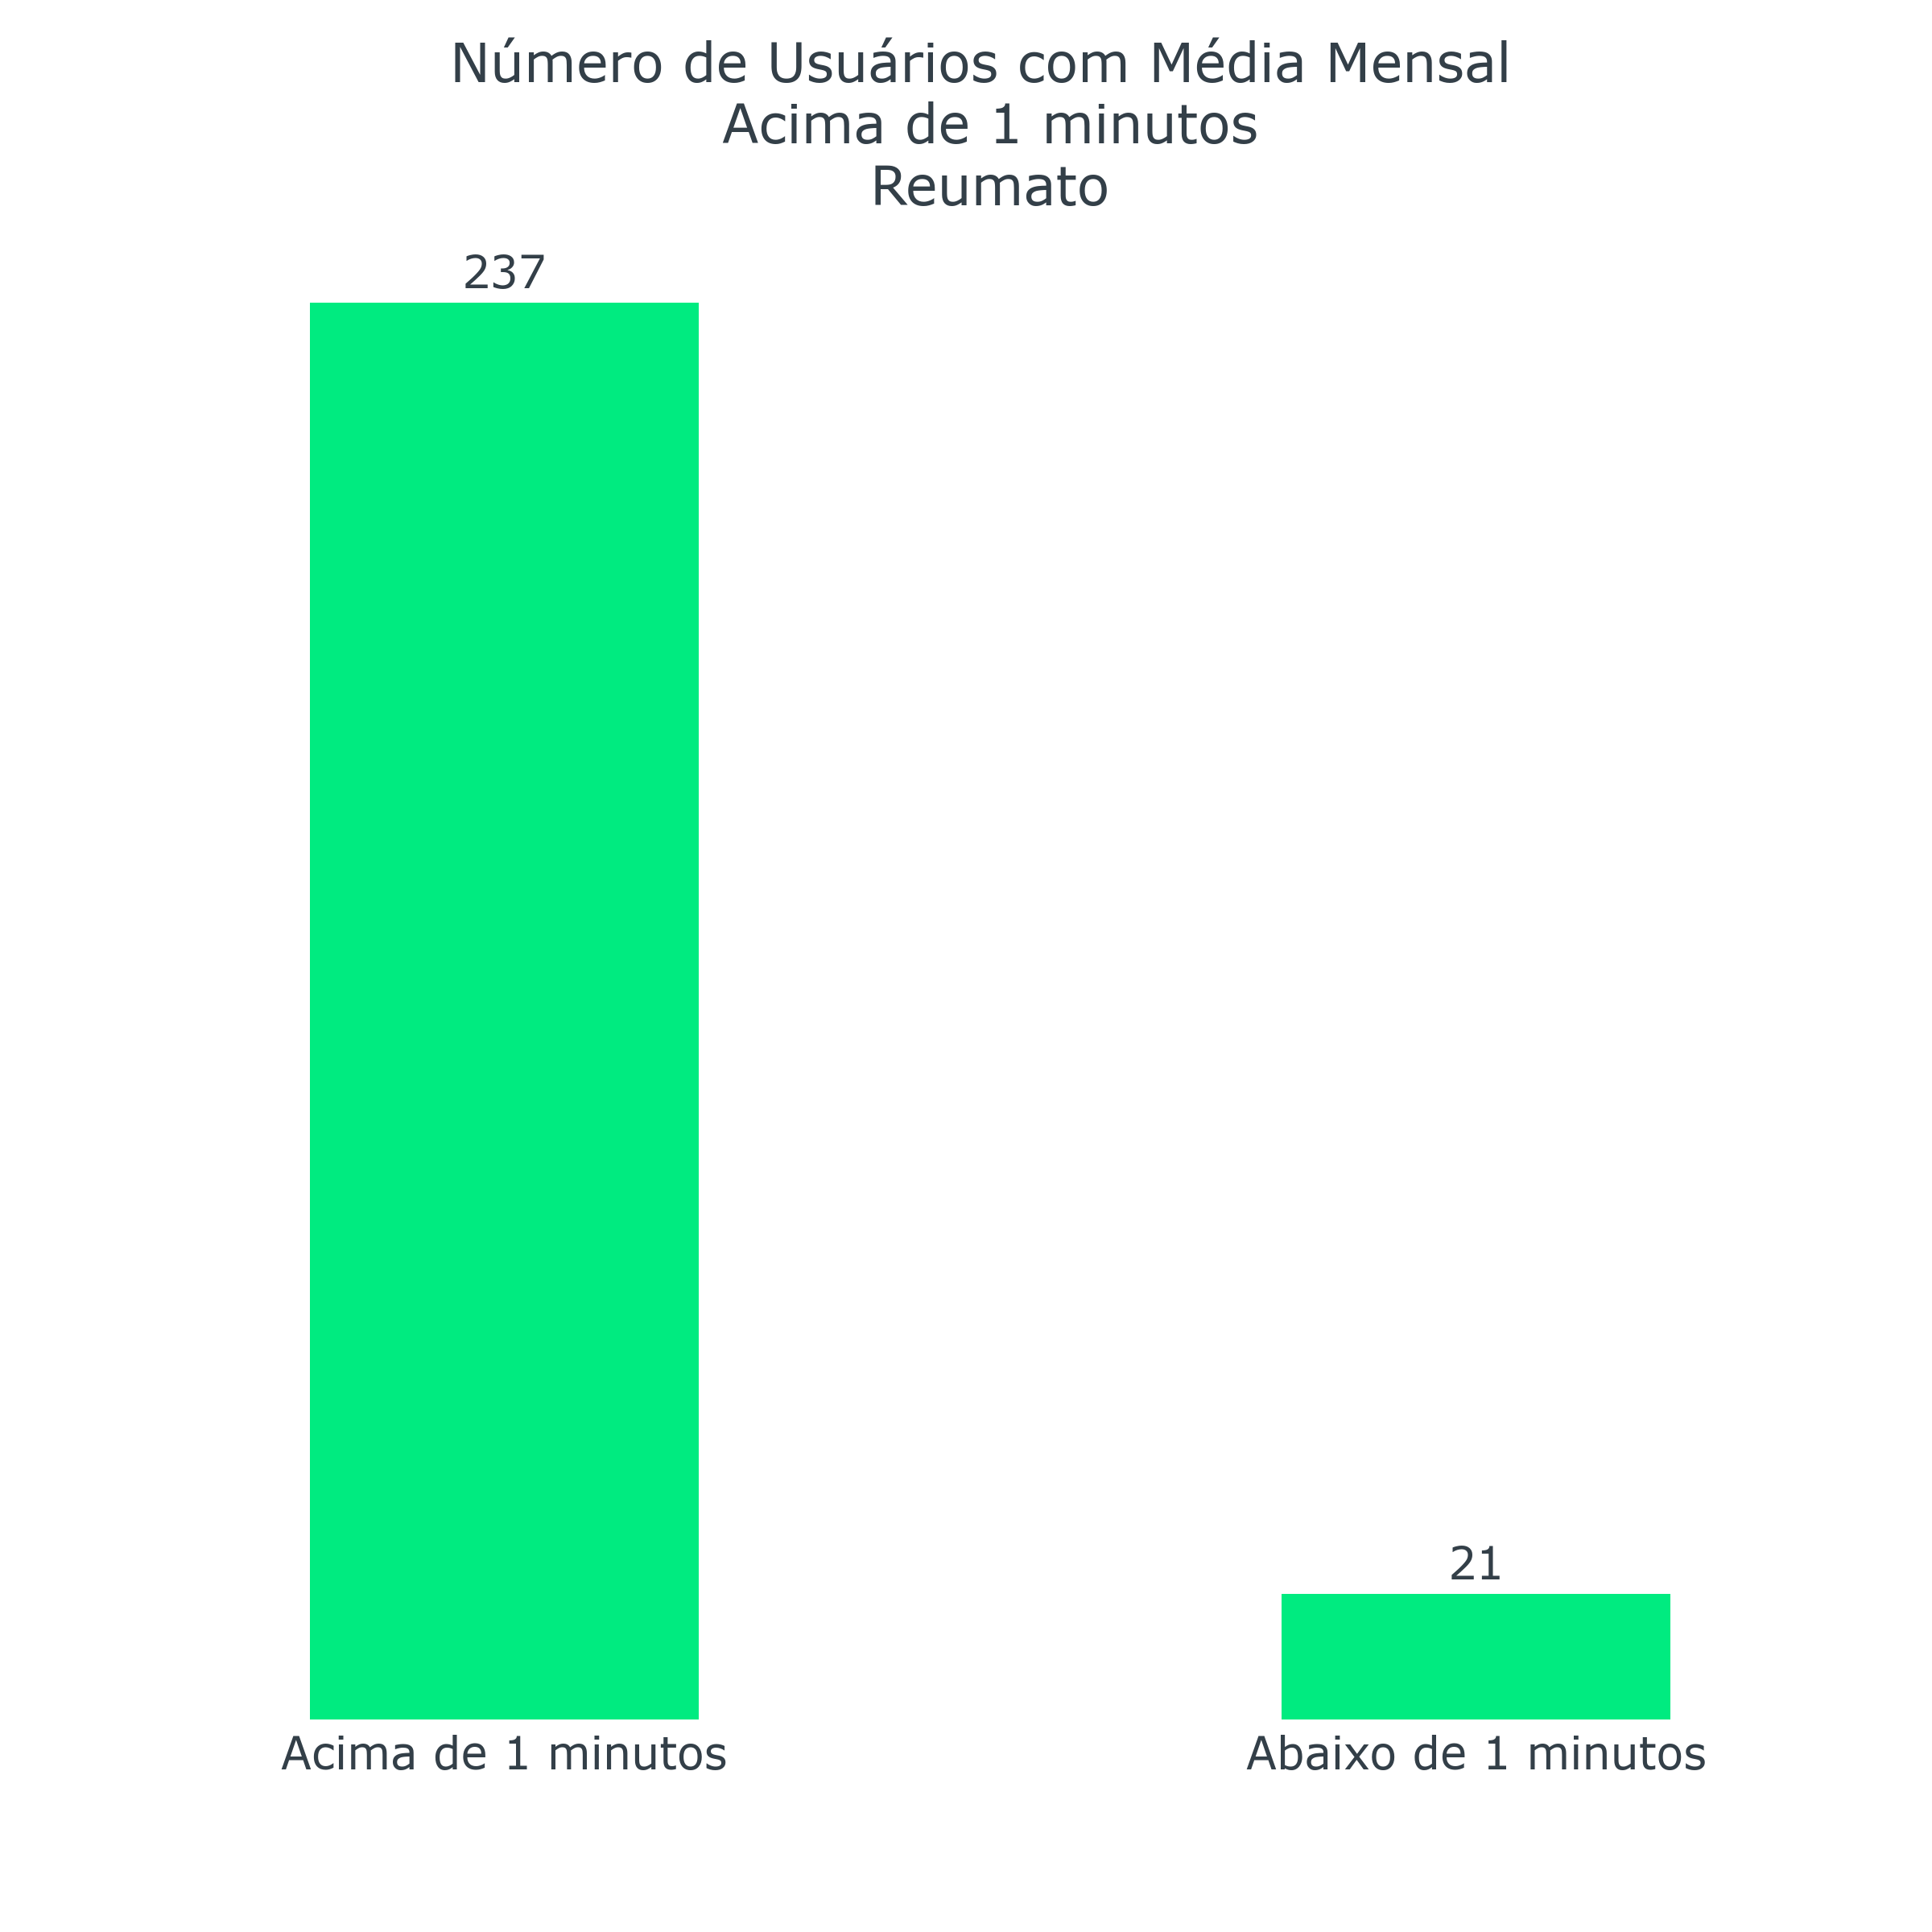 Número de Usuários com Média Mensal
Acima de 1 minutos
Reumato
237
21
Acima de 1 minutos
Abaixo de 1 minutos